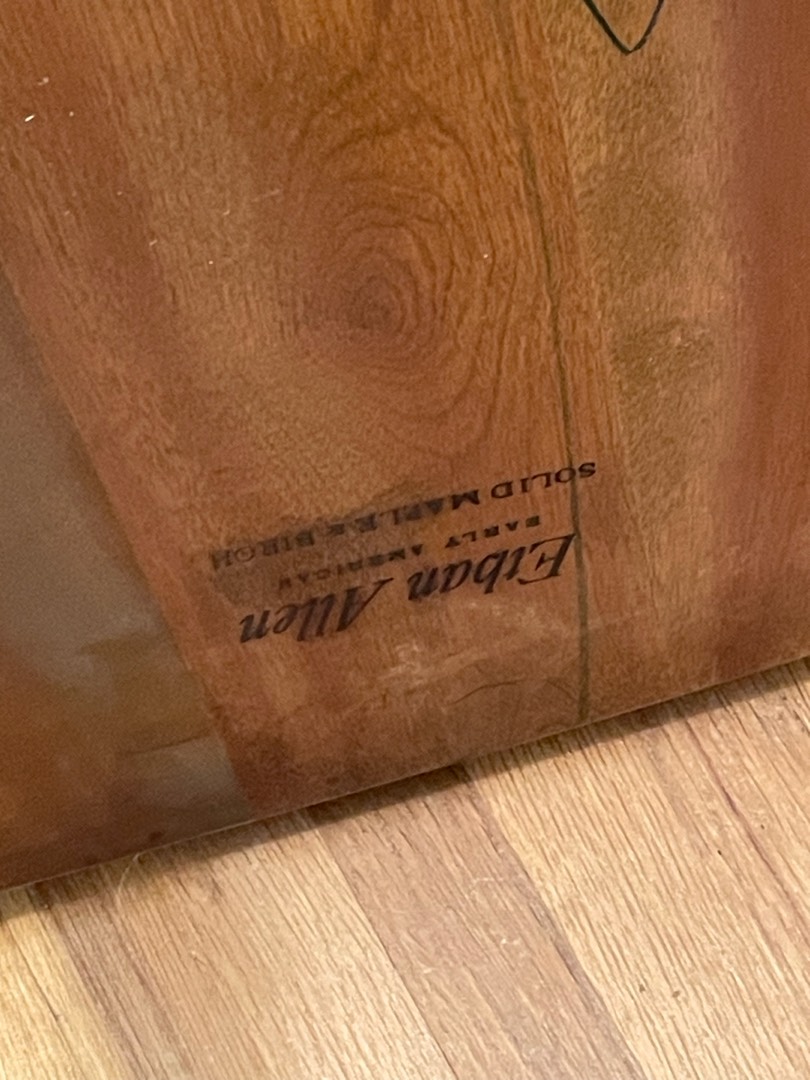 Ethan Allen
EARLY AMERICAN
SOLID MAPLE & BIRCH